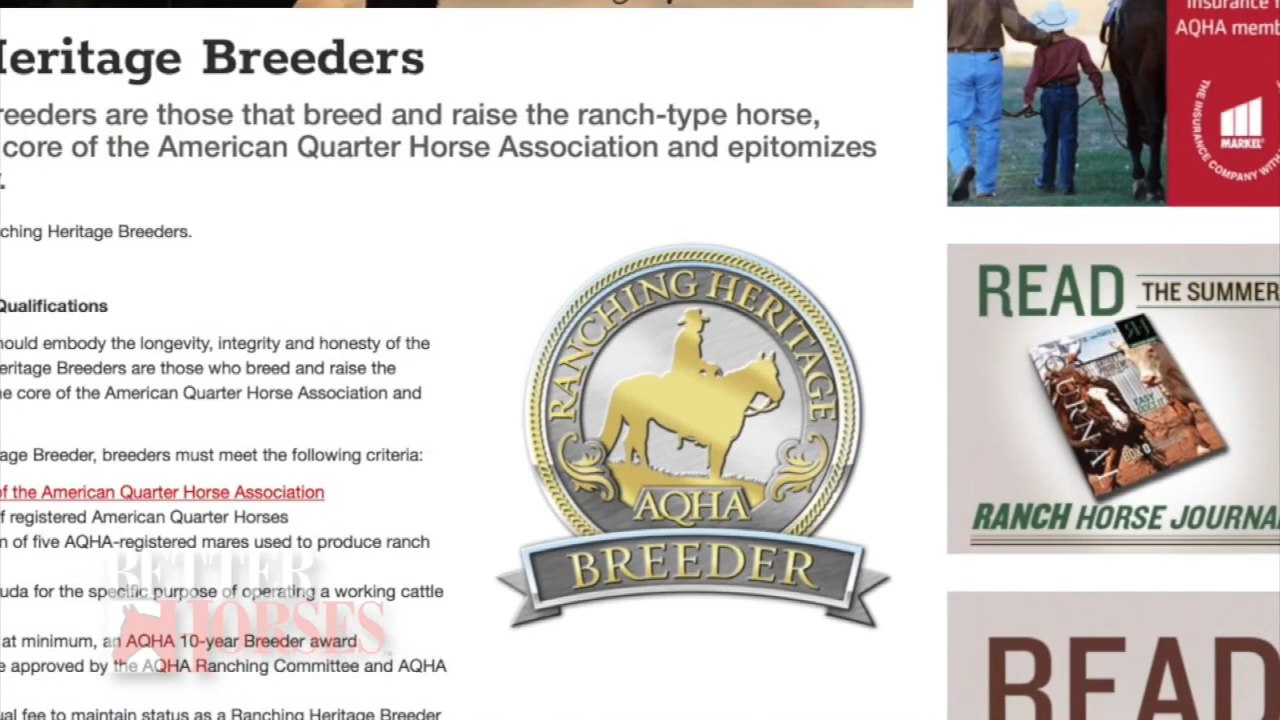 eritage Breeders
reeders are those that breed and raise the ranch-type horse,
core of the American Quarter Horse Association and epitomizes
ching Heritage Breeders.
Qualifications
hould embody the longevity, integrity and honesty of the
eritage Breeders are those who breed and raise the
e core of the American Quarter Horse Association and
age Breeder, breeders must meet the following criteria:
of the American Quarter Horse Association
f registered American Quarter Horses
m of five AQHA-registered mares used to produce ranch
uda for the specific purpose of operating a working cattle
at minimum, an AQHA 10-year Breeder award
e approved by the AQHA Ranching Committee and AQHA
ual fee to maintain status as a Ranching Heritage Breeder
BETTER
HORSES
RANCHING HERITAGE
AQHA
BREEDER
Insurance f
AQHA memb
THE INSURANCE COMPANY WITH
MARKEL
READ
THE SUMMER
RHJ
EASY
RANCH HORSE JOURNA
READ